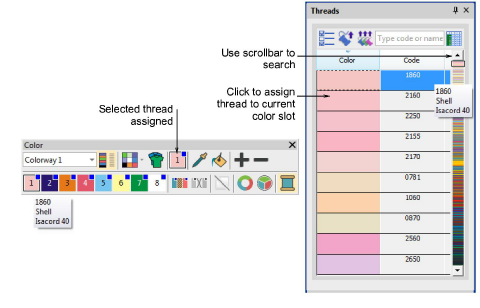 Threads
Type code or name
Use scrollbar to
search
Color
Code
1860
Click to assign
thread to current
color slot
2160
1860
Shell
Isacord 40
2250
Selected thread
assigned
2155
Color
2170
Colorway 1
1
0781
1 2 3 4 5 6 7 8
1060
1860
Shell
Isacord 40
0870
2560
2650